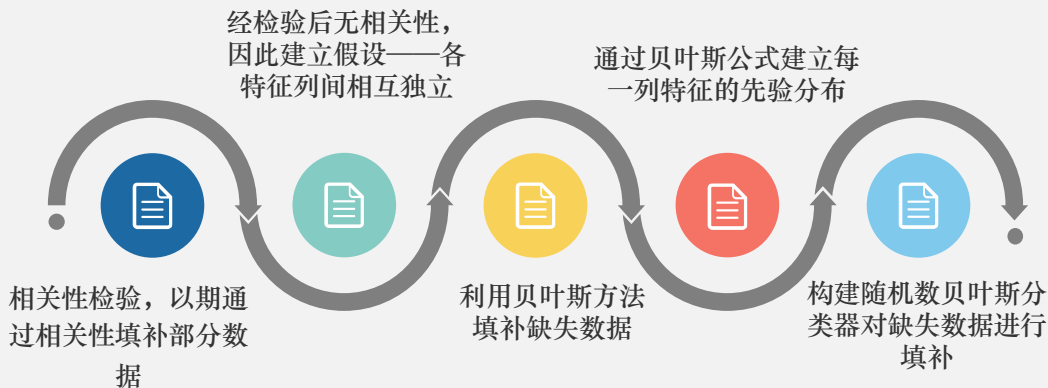 相关性检验，以期通
过相关性填补部分数
据
经检验后无相关性，
因此建立假设——各
特征列间相互独立
利用贝叶斯方法
填补缺失数据
通过贝叶斯公式建立每
一列特征的先验分布
构建随机数贝叶斯分
类器对缺失数据进行
填补